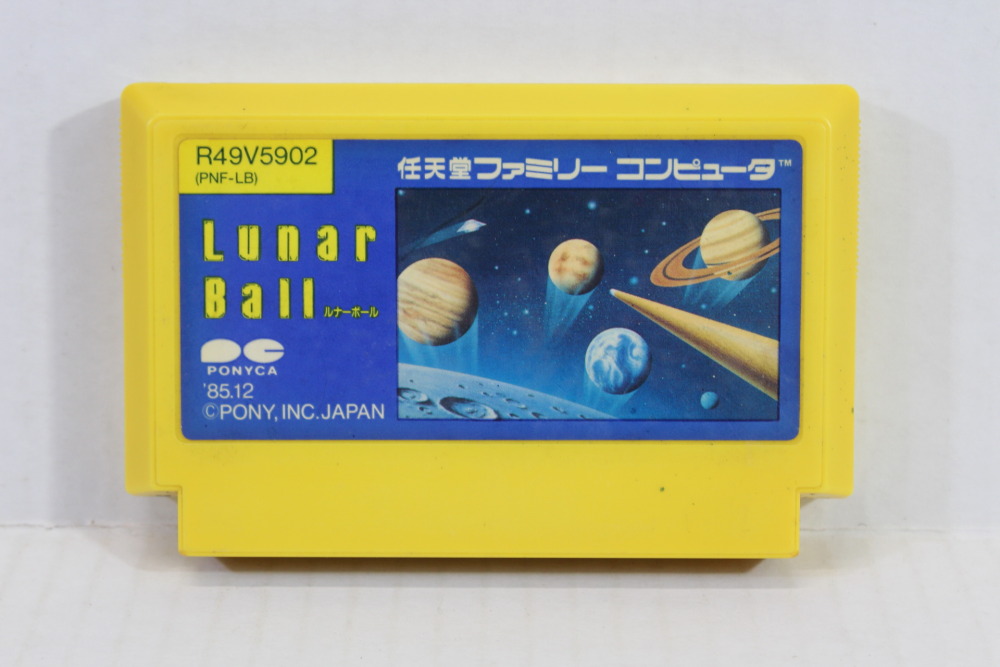 R49V5902
(PNF-LB)
任天堂ファミリー コンピュータ™
Lunar
Ball ルナーボール
PC
PONYCA
'85.12
©PONY, INC. JAPAN